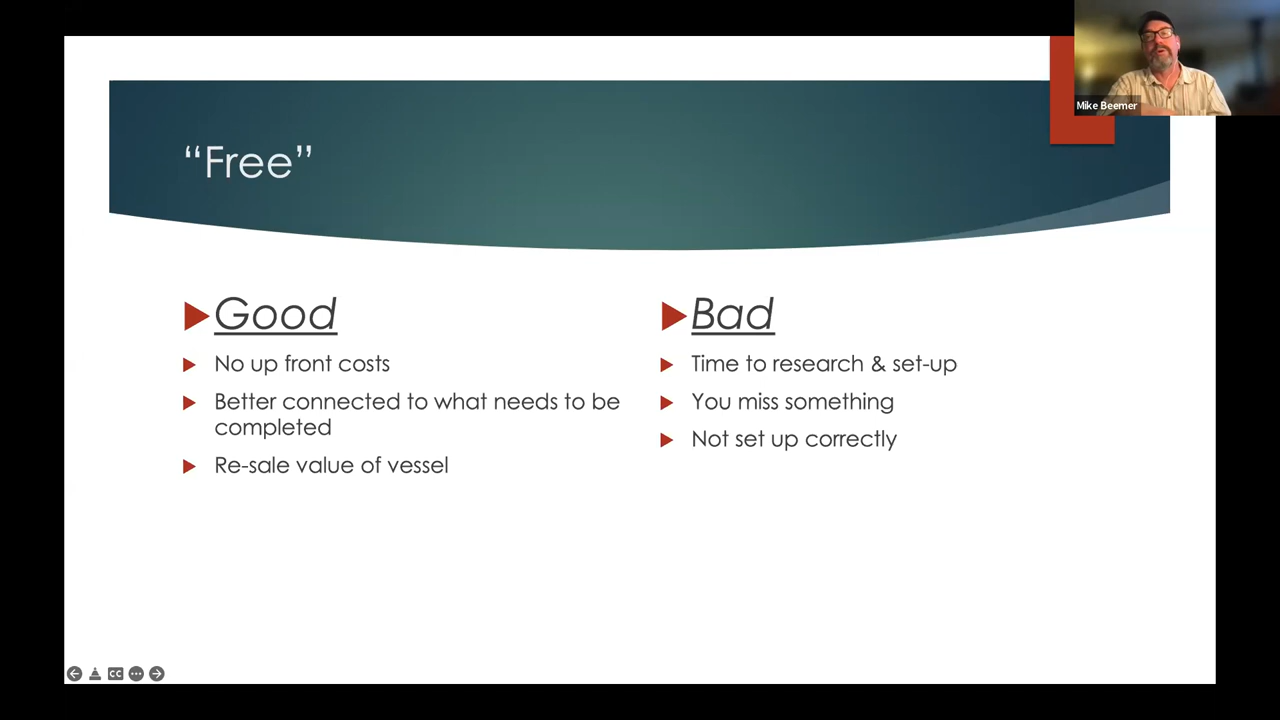 Mike Beemer
“Free”
Good
No up front costs
Better connected to what needs to be
completed
Re-sale value of vessel
Bad
Time to research & set-up
You miss something
Not set up correctly
CC